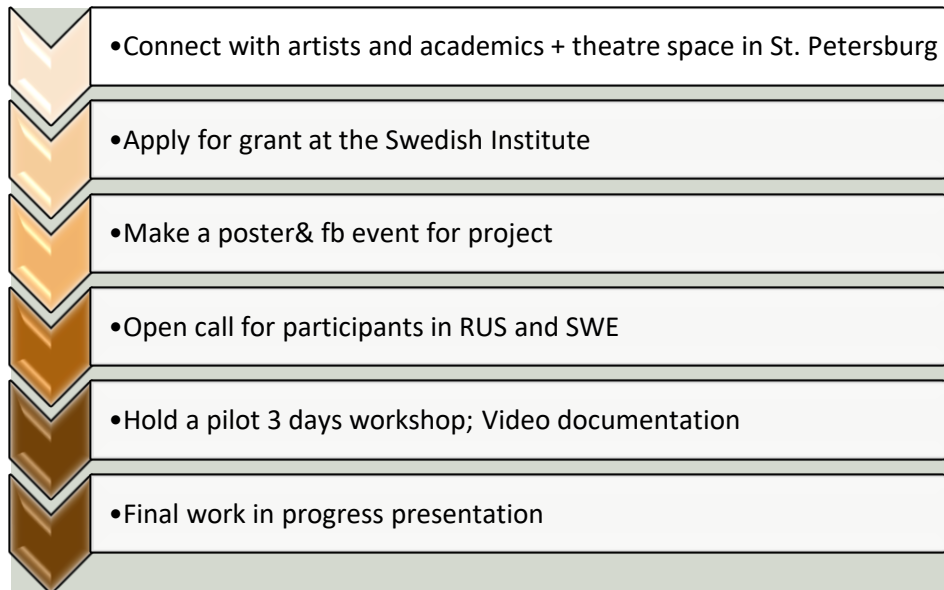 •Connect with artists and academics + theatre space in St. Petersburg
•Apply for grant at the Swedish Institute
•Make a poster& fb event for project
•Open call for participants in RUS and SWE
•Hold a pilot 3 days workshop; Video documentation
•Final work in progress presentation